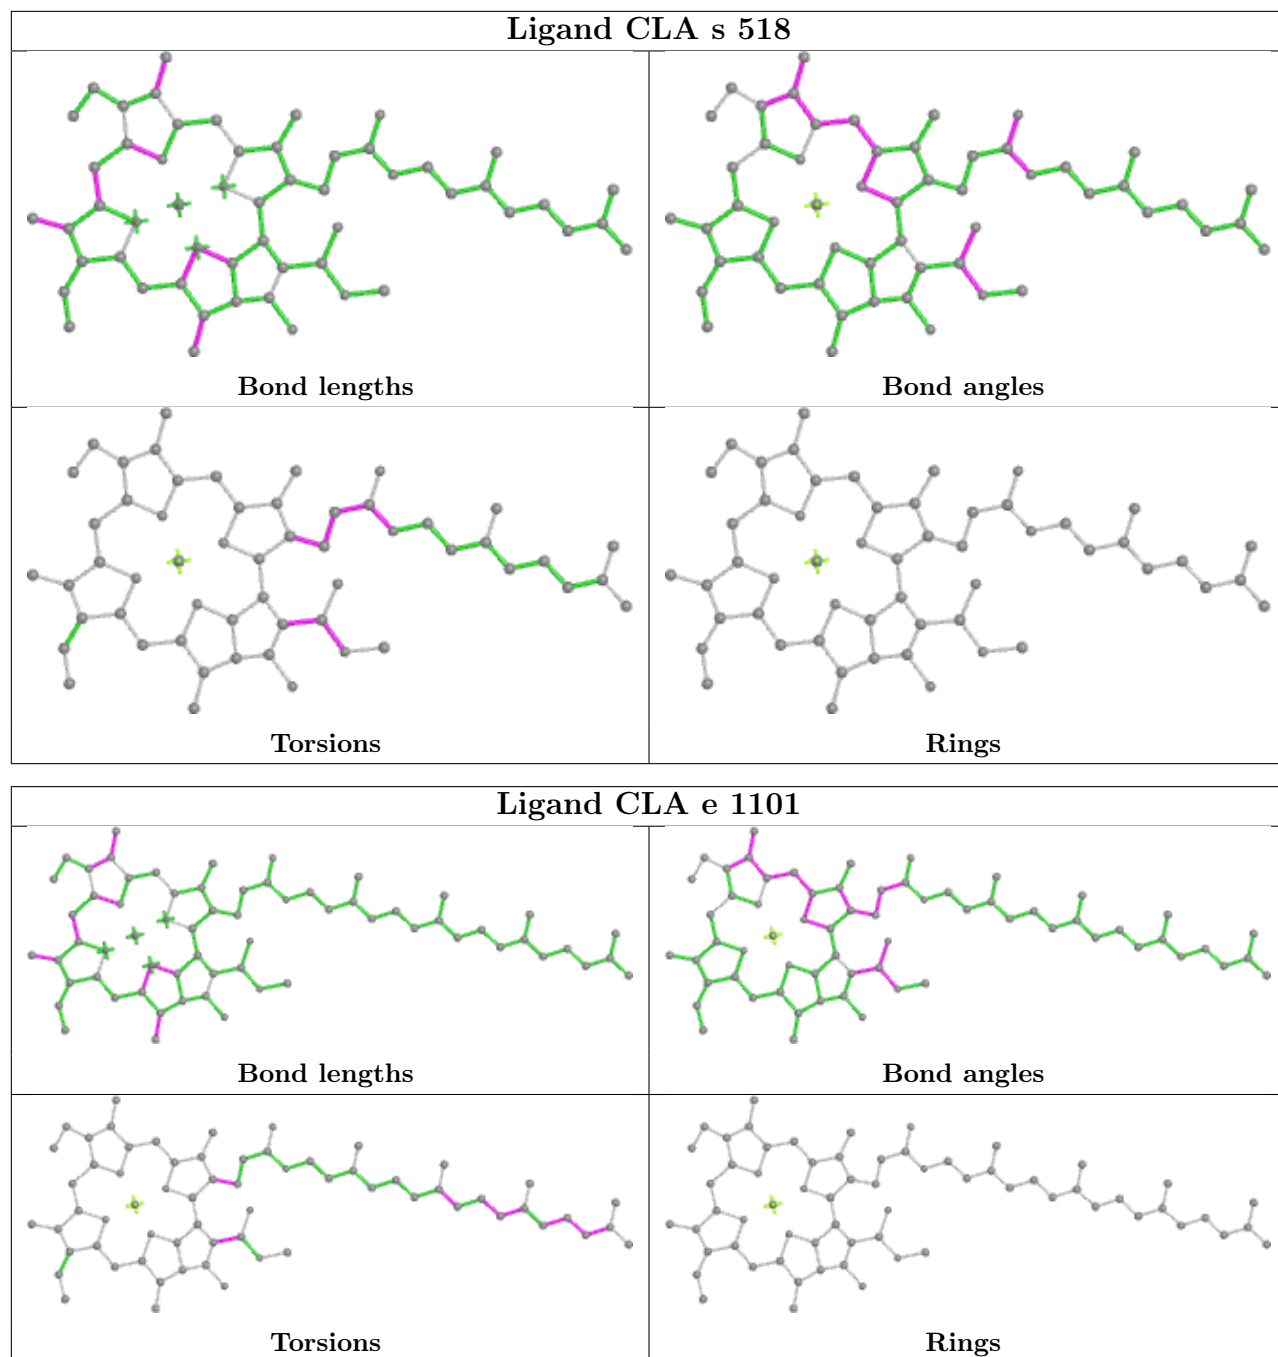 Ligand CLA s 518
Bond lengths
Bond angles
Torsions
Rings
Ligand CLA e 1101
Bond lengths
Bond angles
Torsions
Rings